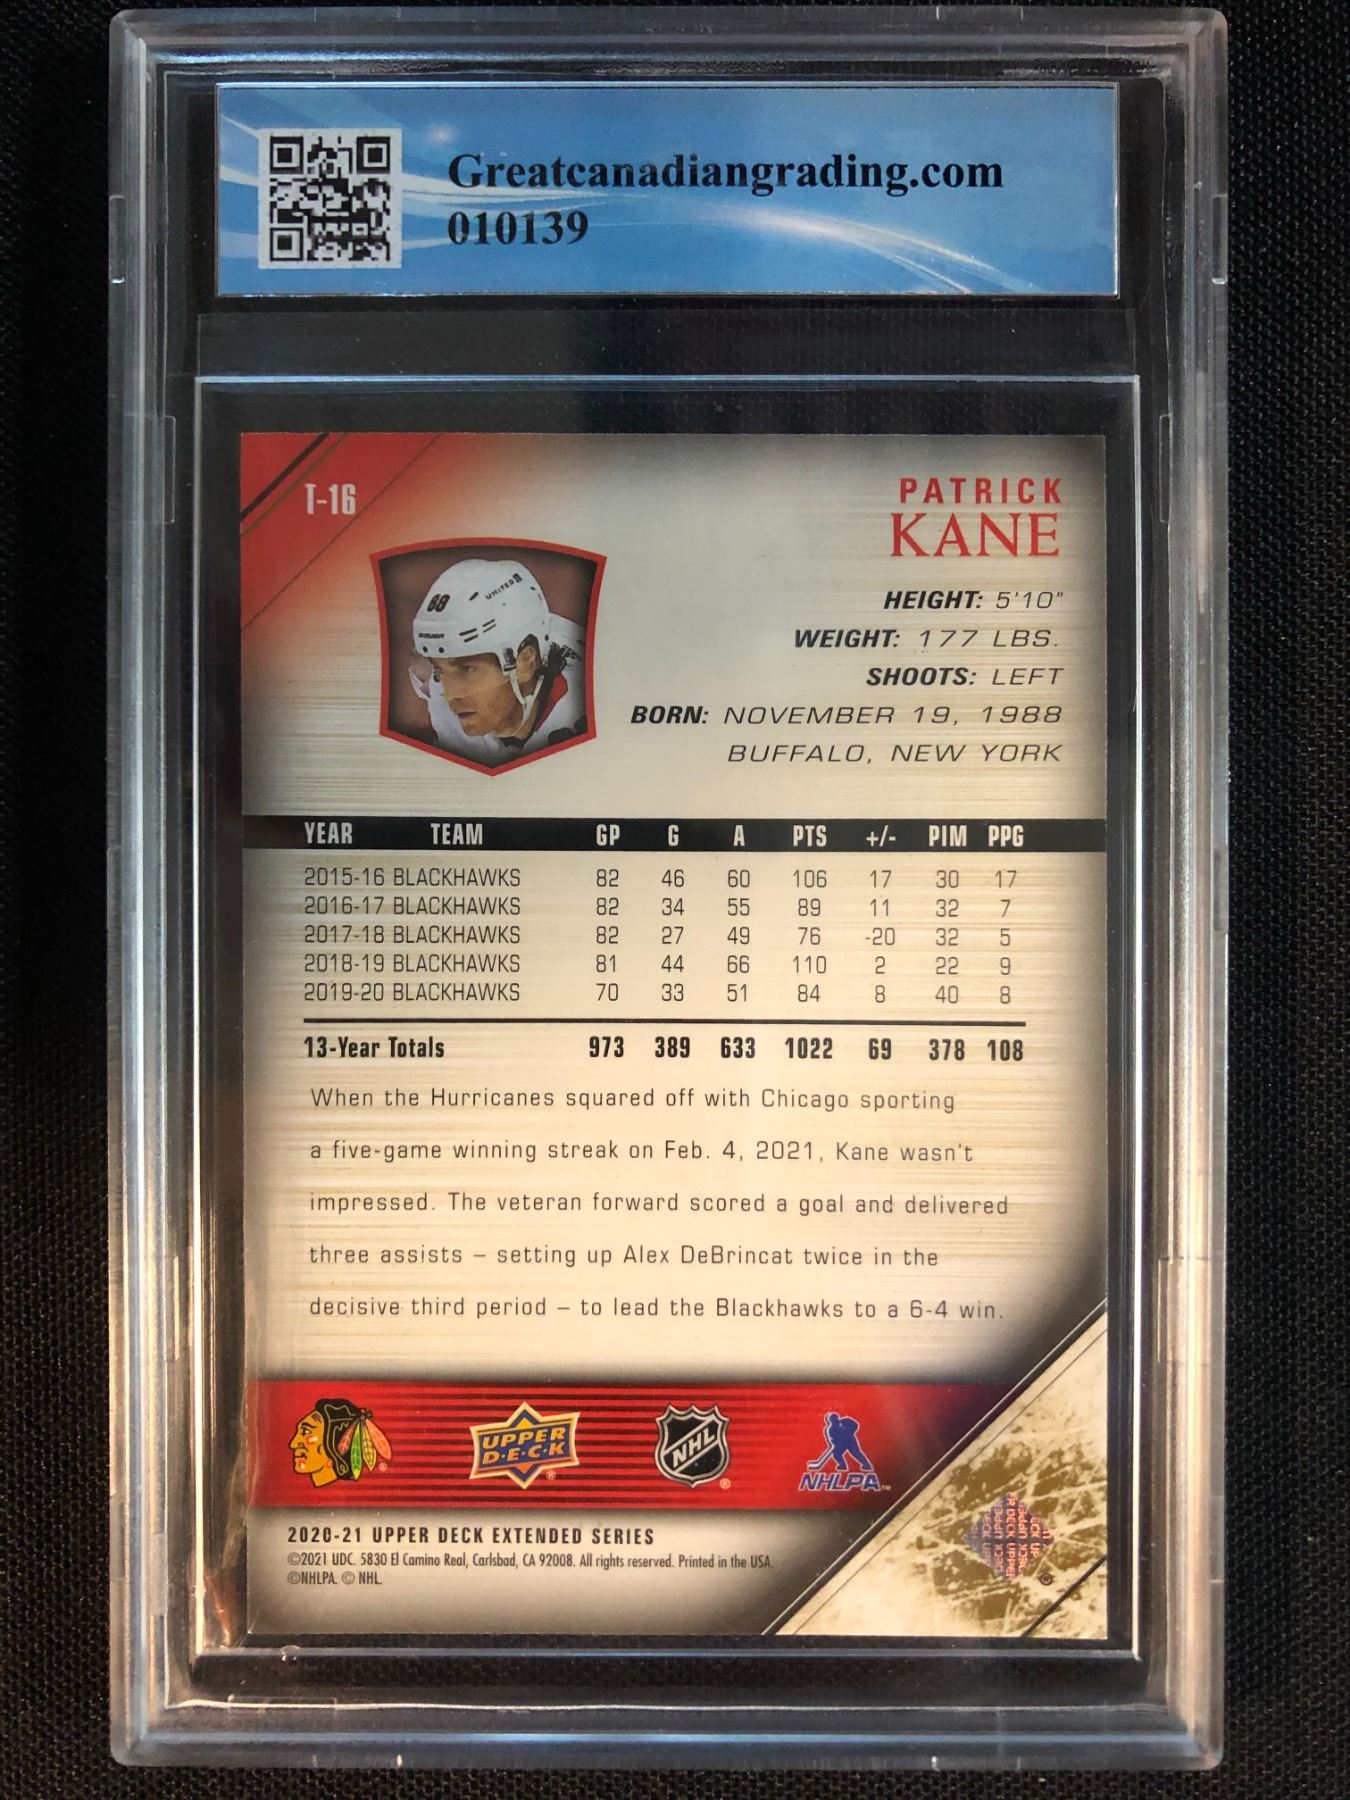 Greatcanadiangrading.com
010139
T-16
PATRICK
KANE
88
UNITED
HEIGHT: 5'10"
WEIGHT: 177 LBS.
SHOOTS: LEFT
BORN: NOVEMBER 19, 1988
BUFFALO, NEW YORK
YEAR TEAM GP G A PTS +/- PIM PPG
2015-16 BLACKHAWKS 82 46 60 106 17 30 17
2016-17 BLACKHAWKS 82 34 55 89 11 32 7
2017-18 BLACKHAWKS 82 27 49 76 -20 32 5
2018-19 BLACKHAWKS 81 44 66 110 2 22 9
2019-20 BLACKHAWKS 70 33 51 84 8 40 8
13-Year Totals 973 389 633 1022 69 378 108
When the Hurricanes squared off with Chicago sporting
a five-game winning streak on Feb. 4, 2021, Kane wasn't
impressed. The veteran forward scored a goal and delivered
three assists – setting up Alex DeBrincat twice in the
decisive third period – to lead the Blackhawks to a 6-4 win.
UPPER
D·E·C·K
®
NHL
®
NHLPA™
2020-21 UPPER DECK EXTENDED SERIES
©2021 UDC. 5830 El Camino Real, Carlsbad, CA 92008. All rights reserved. Printed in the USA.
©NHLPA. © NHL.